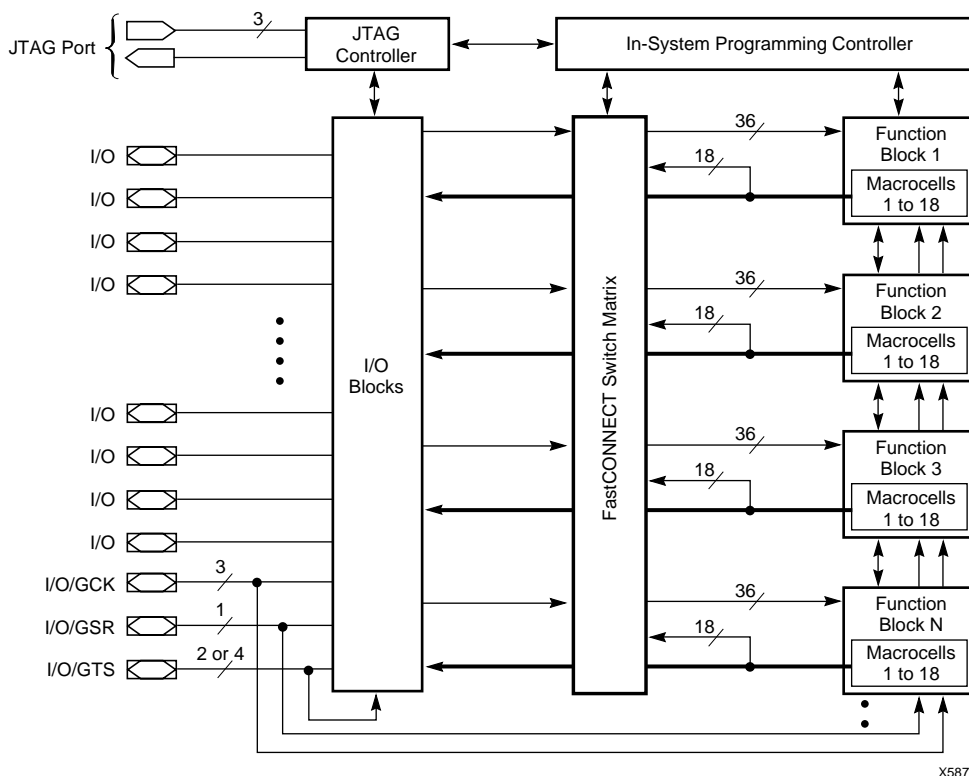 JTAG Port
3
JTAG
Controller
In-System Programming Controller
I/O
I/O
I/O
I/O
I/O
I/O
I/O
I/O
I/O/GCK
3
I/O/GSR
1
I/O/GTS
2 or 4
I/O
Blocks
FastCONNECT Switch Matrix
36
18
Function
Block 1
Macrocells
1 to 18
36
18
Function
Block 2
Macrocells
1 to 18
36
18
Function
Block 3
Macrocells
1 to 18
36
18
Function
Block N
Macrocells
1 to 18
X587